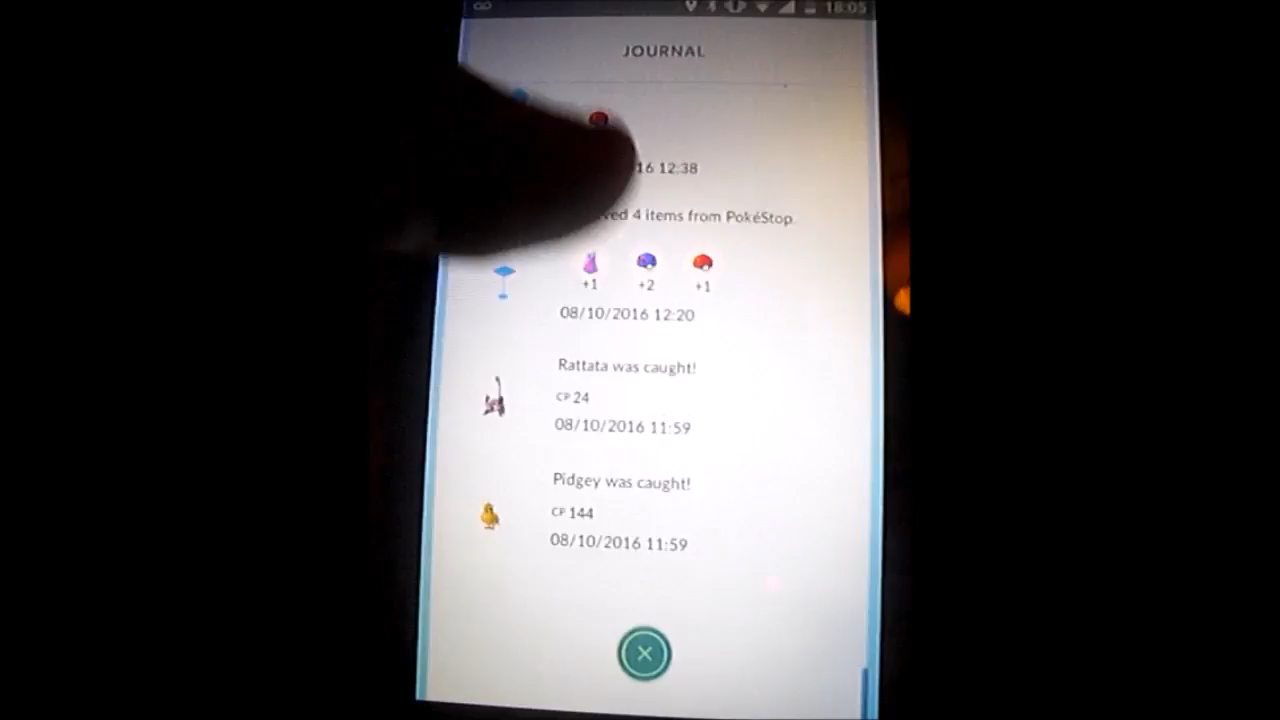 18:05
JOURNAL
16 12:38
ved 4 items from PokéStop
+1 +2 +1
08/10/2016 12:20
Rattata was caught!
CP 24
08/10/2016 11:59
Pidgey was caught!
CP 144
08/10/2016 11:59